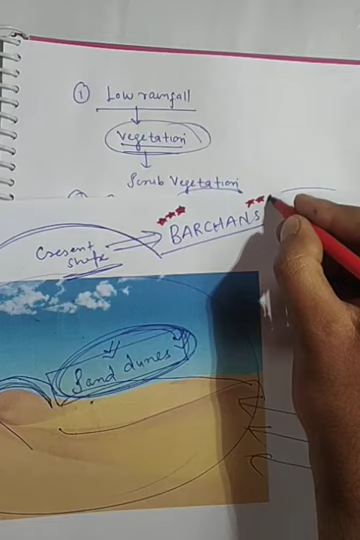 ① Low rainfall
Vegetation
Scrub Vegetation
Cresent
shape
BARCHANS
Sand dunes